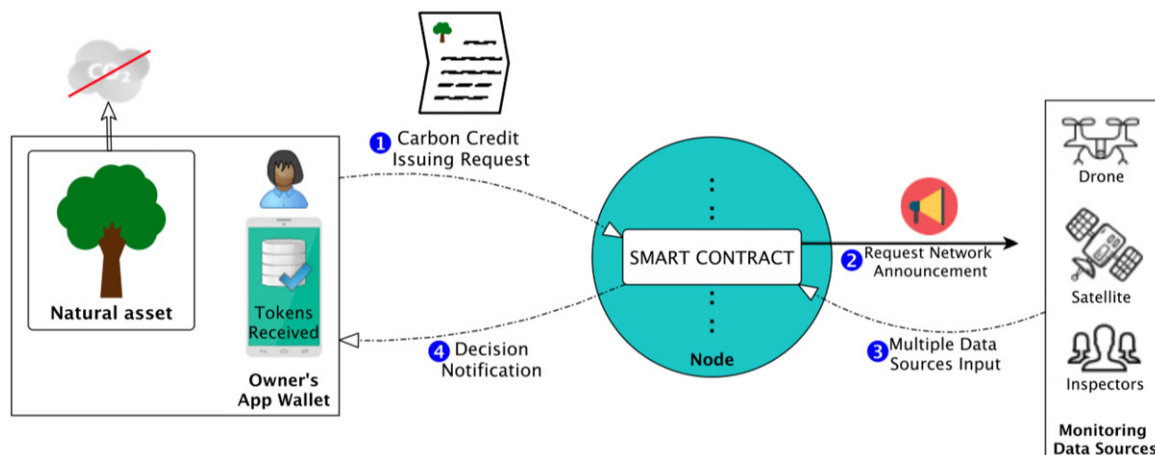 CO₂
Natural asset
Tokens
Received
Owner's
App Wallet
1 Carbon Credit
Issuing Request
SMART CONTRACT
Node
2 Request Network
Announcement
3 Multiple Data
Sources Input
4 Decision
Notification
Drone
Satellite
Inspectors
Monitoring
Data Sources